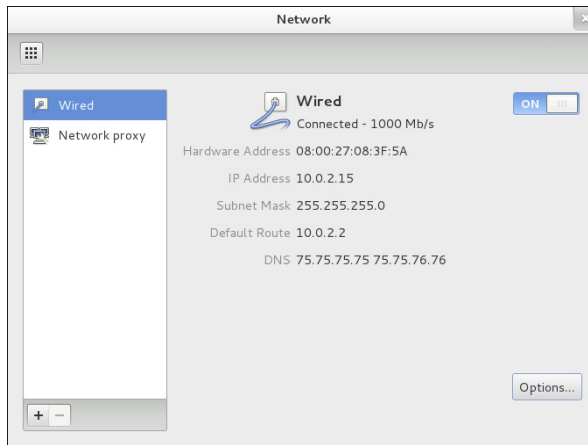 Network
Wired
Network proxy
Wired
ON
Connected - 1000 Mb/s
Hardware Address 08:00:27:08:3F:5A
IP Address 10.0.2.15
Subnet Mask 255.255.255.0
Default Route 10.0.2.2
DNS 75.75.75.75 75.75.76.76
Options...